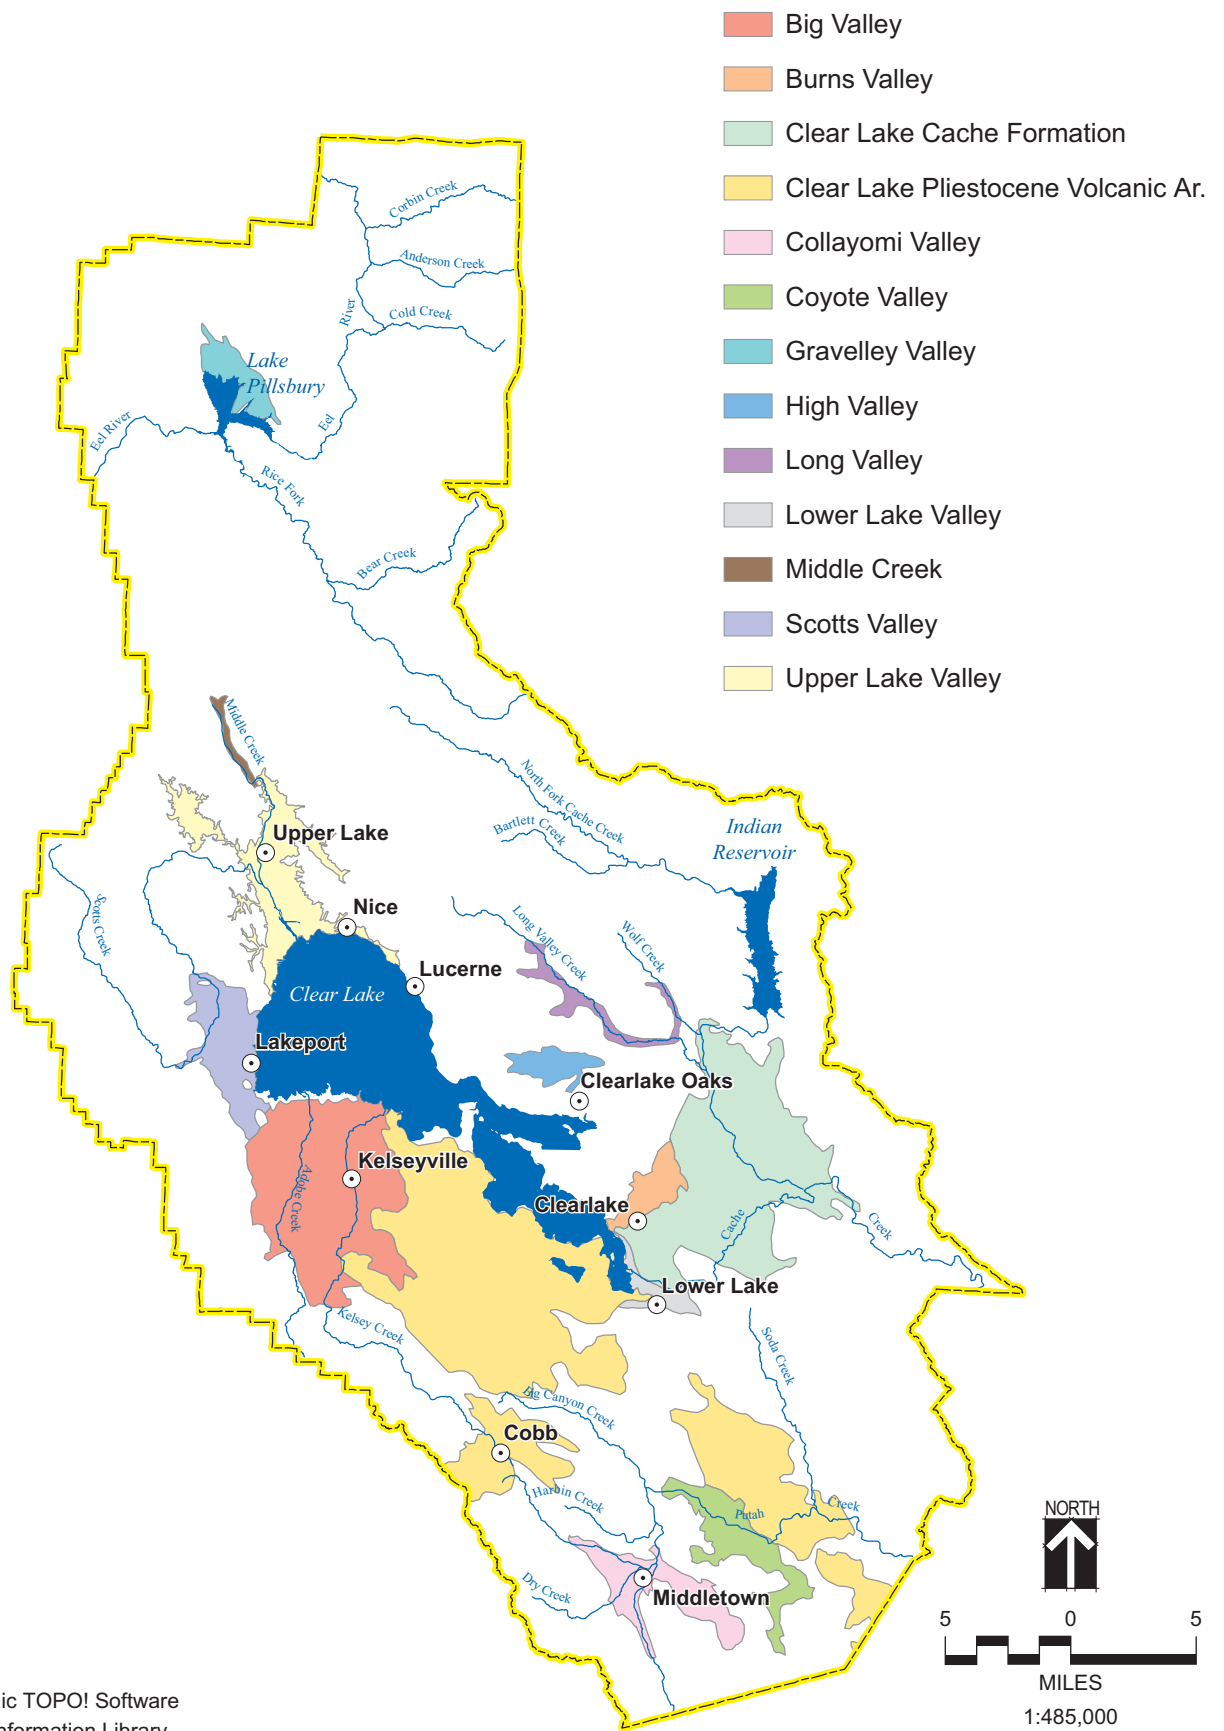 Big Valley
Burns Valley
Clear Lake Cache Formation
Clear Lake Pliestocene Volcanic Ar.
Collayomi Valley
Coyote Valley
Gravelley Valley
High Valley
Long Valley
Lower Lake Valley
Middle Creek
Scotts Valley
Upper Lake Valley
Corbin Creek
Anderson Creek
River
Cold Creek
Lake
Pillsbury
Eel River
Eel
Rice Fork
Bear Creek
Middle Creek
North Fork Cache Creek
Bartlett Creek
Indian
Reservoir
Upper Lake
Scotts Creek
Nice
Long Valley Creek
Wolf Creek
Lucerne
Clear Lake
Lakeport
Clearlake Oaks
Kelseyville
Adobe Creek
Clearlake
Cache
Creek
Lower Lake
Kelsey Creek
Soda Creek
Big Canyon Creek
Cobb
Harbin Creek
Putah
Creek
Dry Creek
Middletown
NORTH
5 0 5
MILES
1:485,000
ic TOPO! Software
nformation Library